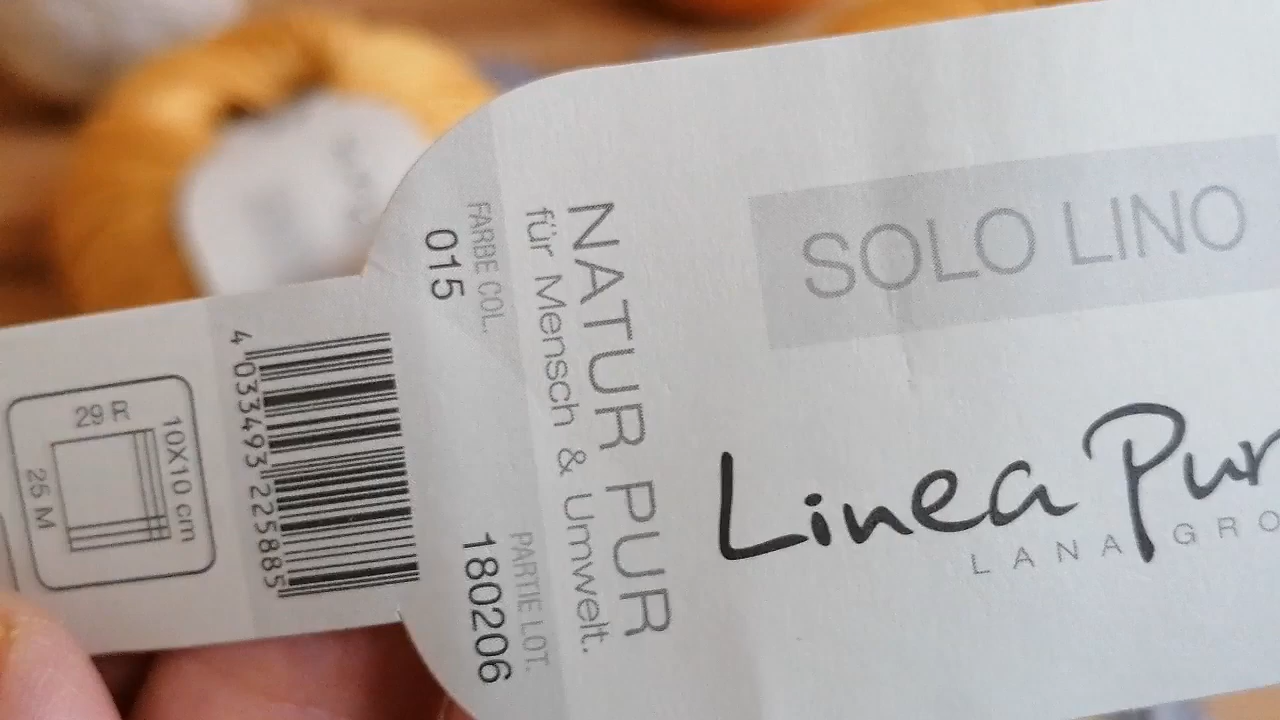 SOLO LINO
Linea Pur
LANA GRO
NATUR PUR
für Mensch & Umwelt.
FARBE COL.
015
PARTIE LOT.
180206
4 033493 225885
29 R
10X10 cm
25 M